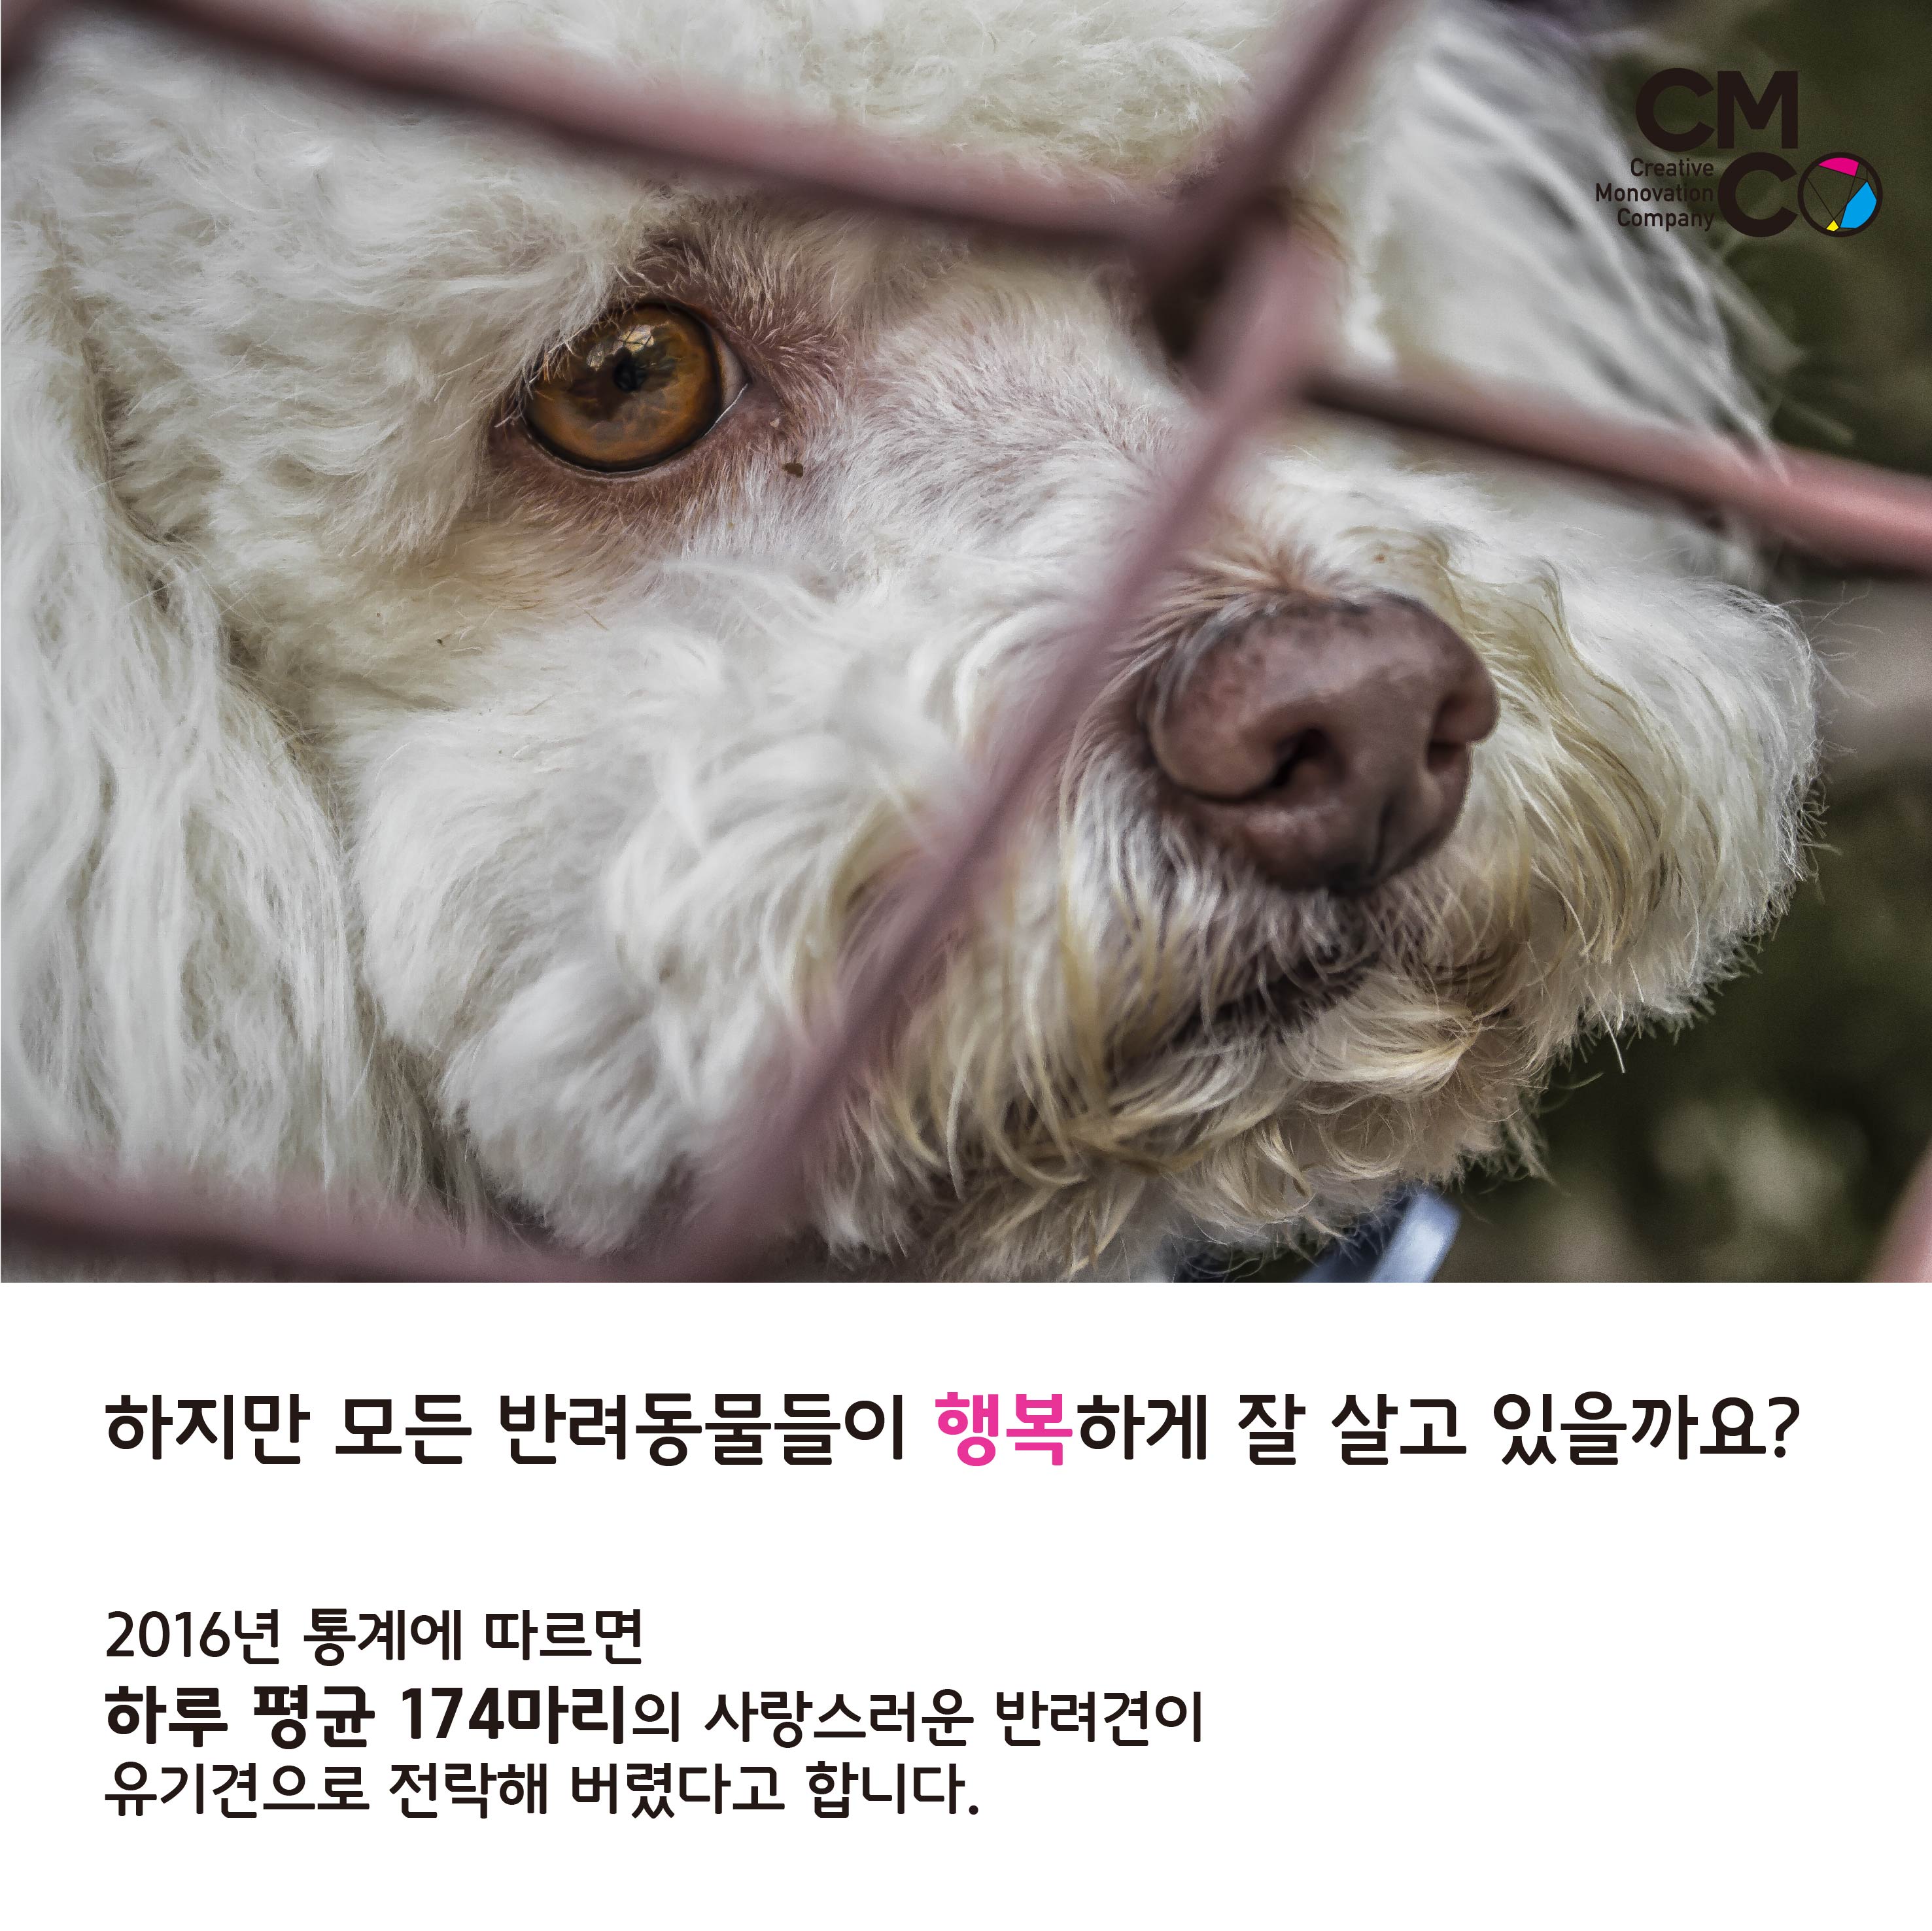 CM
Creative
Monovation
Company
CO
하지만 모든 반려동물들이 행복하게 잘 살고 있을까요?
2016년 통계에 따르면
하루 평균 174마리의 사랑스러운 반려견이
유기견으로 전락해 버렸다고 합니다.